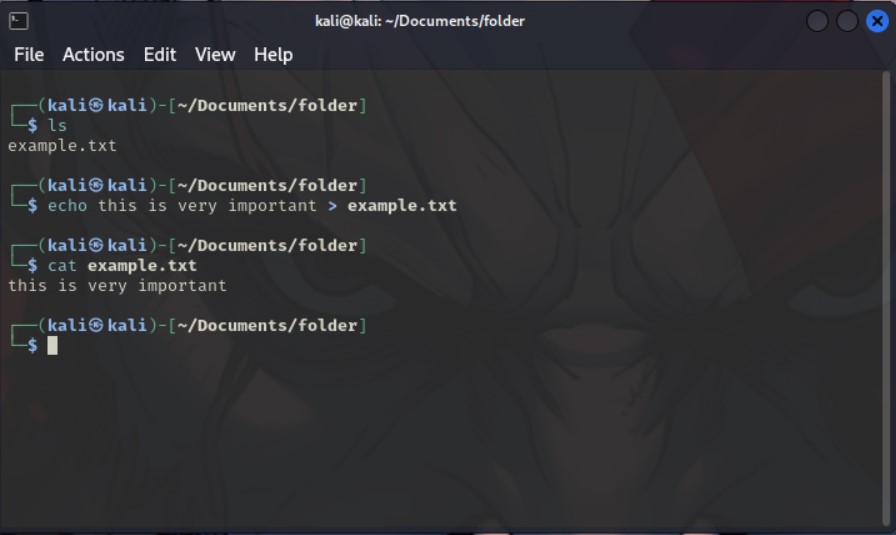 kali@kali: ~/Documents/folder
File Actions Edit View Help
┌──(kali㉿kali)-[~/Documents/folder]
└─$ ls
example.txt
┌──(kali㉿kali)-[~/Documents/folder]
└─$ echo this is very important > example.txt
┌──(kali㉿kali)-[~/Documents/folder]
└─$ cat example.txt
this is very important
┌──(kali㉿kali)-[~/Documents/folder]
└─$